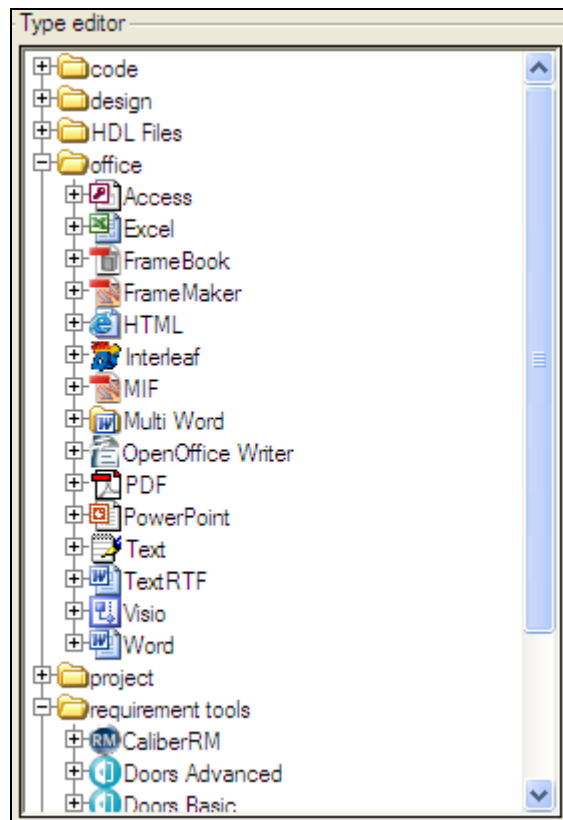 Type editor
code
design
HDL Files
office
Access
Excel
FrameBook
FrameMaker
HTML
Interleaf
MIF
Multi Word
OpenOffice Writer
PDF
PowerPoint
Text
TextRTF
Visio
Word
project
requirement tools
CaliberRM
Doors Advanced
Doors Basic